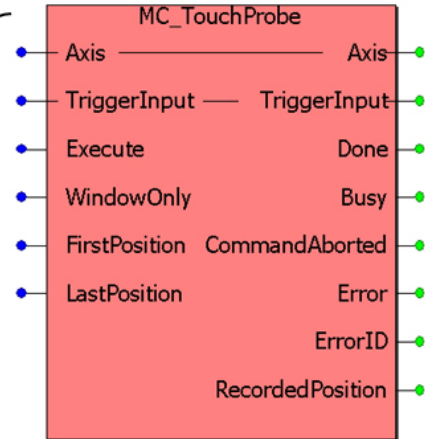 MC_TouchProbe
Axis Axis
TriggerInput TriggerInput
Execute Done
WindowOnly Busy
FirstPosition CommandAborted
LastPosition Error
ErrorID
RecordedPosition